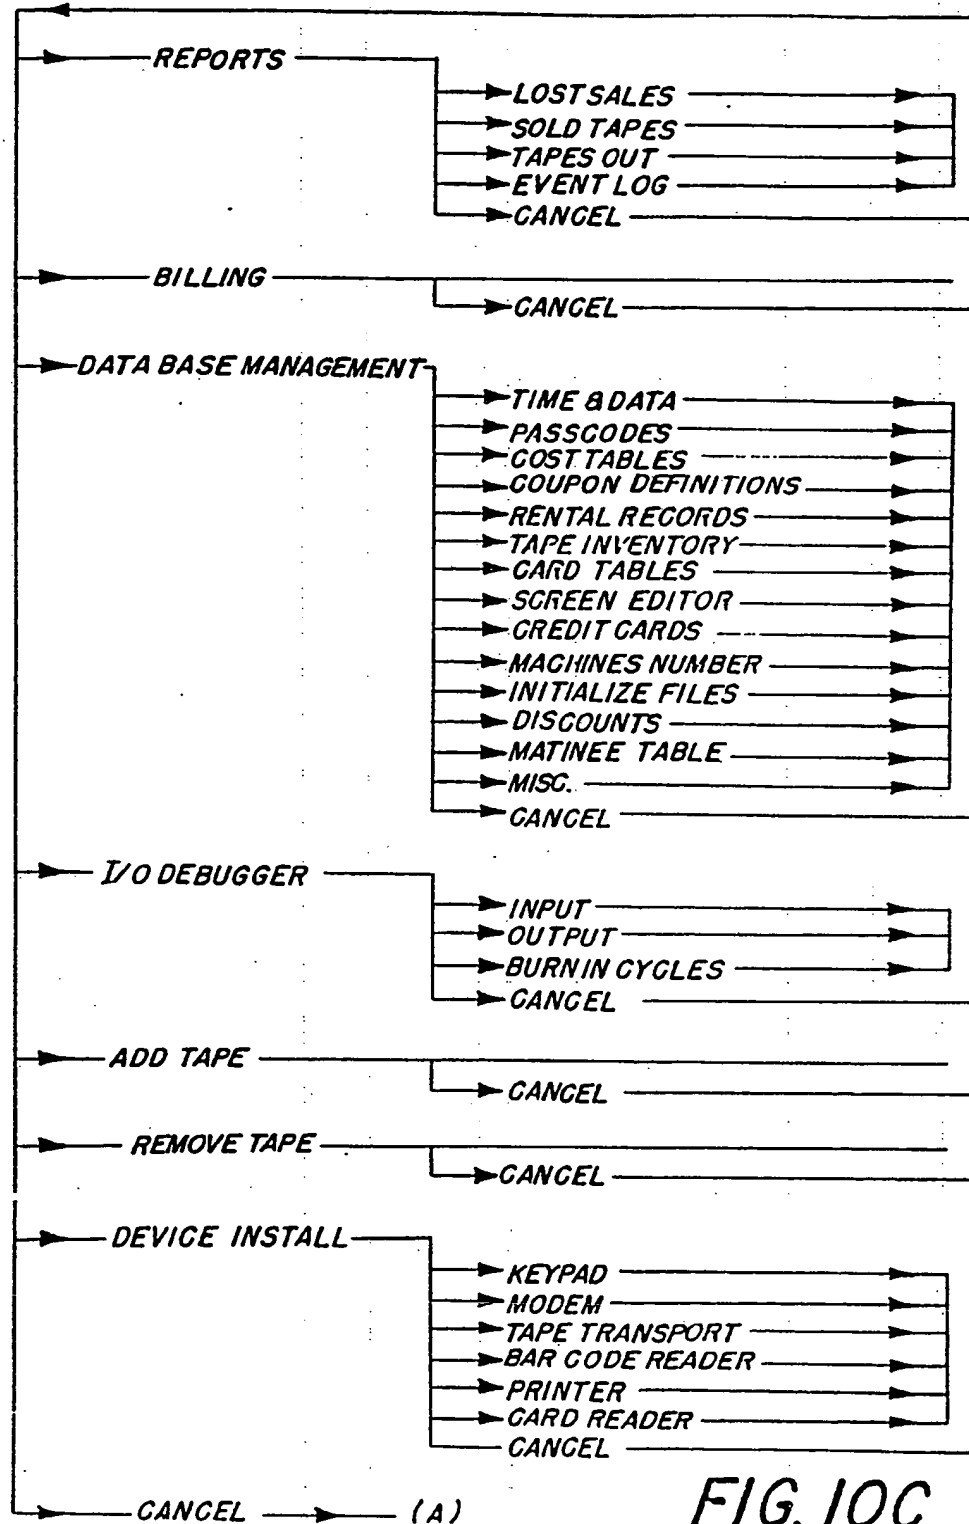 REPORTS
LOST SALES
SOLD TAPES
TAPES OUT
EVENT LOG
CANCEL
BILLING
CANCEL
DATA BASE MANAGEMENT
TIME & DATA
PASSCODES
COST TABLES
COUPON DEFINITIONS
RENTAL RECORDS
TAPE INVENTORY
CARD TABLES
SCREEN EDITOR
CREDIT CARDS
MACHINES NUMBER
INITIALIZE FILES
DISCOUNTS
MATINEE TABLE
MISC.
CANCEL
I/O DEBUGGER
INPUT
OUTPUT
BURN IN CYCLES
CANCEL
ADD TAPE
CANCEL
REMOVE TAPE
CANCEL
DEVICE INSTALL
KEYPAD
MODEM
TAPE TRANSPORT
BAR CODE READER
PRINTER
CARD READER
CANCEL
CANCEL (A)
FIG. 10C